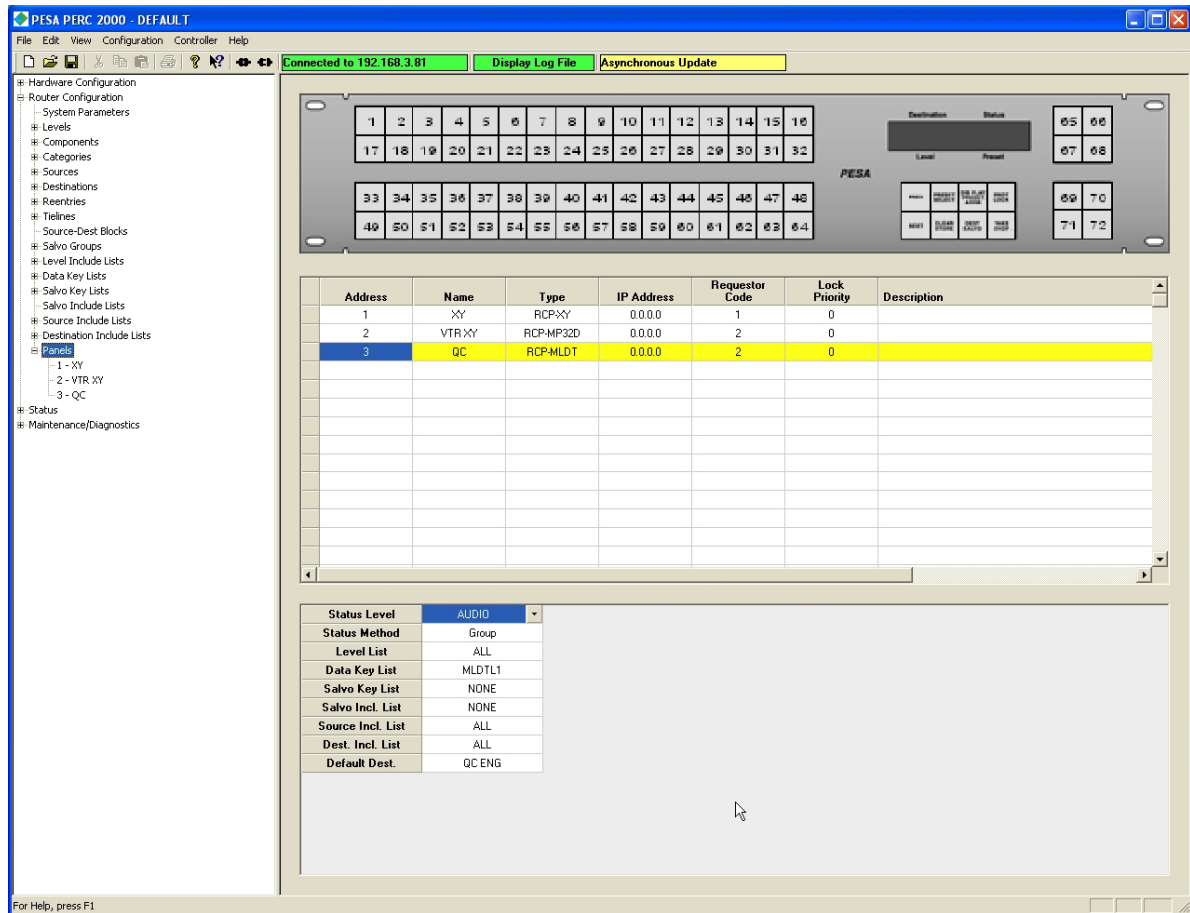 PESA PERC 2000 - DEFAULT
File Edit View Configuration Controller Help
Connected to 192.168.3.81 Display Log File Asynchronous Update
Hardware Configuration
Router Configuration
System Parameters
Levels
Components
Categories
Sources
Destinations
Reentries
Tielines
Source-Dest Blocks
Salvo Groups
Level Include Lists
Data Key Lists
Salvo Key Lists
Salvo Include Lists
Source Include Lists
Destination Include Lists
Panels
1 - XY
2 - VTR XY
3 - QC
Status
Maintenance/Diagnostics
1 2 3 4 5 6 7 8 9 10 11 12 13 14 15 16
17 18 19 20 21 22 23 24 25 26 27 28 29 30 31 32
33 34 35 36 37 38 39 40 41 42 43 44 45 46 47 48
49 50 51 52 53 54 55 56 57 58 59 60 61 62 63 64
PESA
Destination Status
Level Preset
65 66
67 68
69 70
71 72
Address Name Type IP Address Requestor Code Lock Priority Description
1 XY RCP-XY 0.0.0.0 1 0
2 VTR XY RCP-MP32D 0.0.0.0 2 0
3 QC RCP-MLDT 0.0.0.0 2 0
Status Level AUDIO
Status Method Group
Level List ALL
Data Key List MLDTL1
Salvo Key List NONE
Salvo Incl. List NONE
Source Incl. List ALL
Dest. Incl. List ALL
Default Dest. QC ENG
For Help, press F1